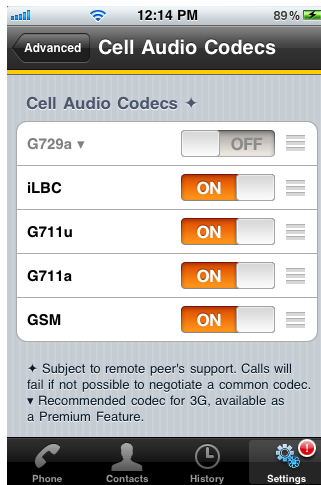 12:14 PM
89%
Advanced
Cell Audio Codecs
Cell Audio Codecs ✦
G729a ▾ OFF
iLBC ON
G711u ON
G711a ON
GSM ON
✦ Subject to remote peer's support. Calls will
fail if not possible to negotiate a common codec.
▾ Recommended codec for 3G, available as
a Premium Feature.
Phone Contacts History Settings